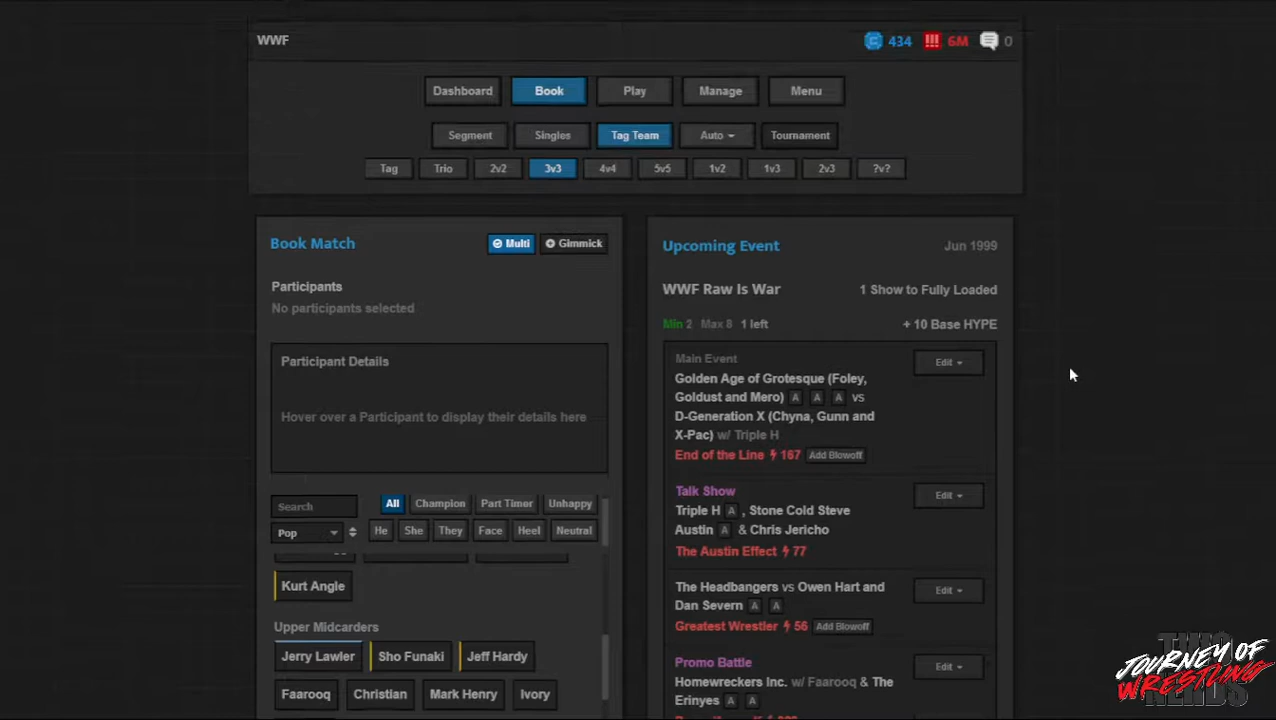 WWF
434 6M 0
Dashboard Book Play Manage Menu
Segment Singles Tag Team Auto Tournament
Tag Trio 2v2 3v3 4v4 5v5 1v2 1v3 2v3 ?v?
Book Match Multi Gimmick
Participants
No participants selected
Participant Details
Hover over a Participant to display their details here
Search All Champion Part Timer Unhappy
Pop He She They Face Heel Neutral
Kurt Angle
Upper Midcarders
Jerry Lawler Sho Funaki Jeff Hardy
Faarooq Christian Mark Henry Ivory
Upcoming Event Jun 1999
WWF Raw Is War 1 Show to Fully Loaded
Min 2 Max 8 1 left + 10 Base HYPE
Main Event Edit
Golden Age of Grotesque (Foley,
Goldust and Mero) A A A vs
D-Generation X (Chyna, Gunn and
X-Pac) w/ Triple H
End of the Line 167 Add Blowoff
Talk Show Edit
Triple H A , Stone Cold Steve
Austin A & Chris Jericho
The Austin Effect 77
The Headbangers vs Owen Hart and Edit
Dan Severn A A
Greatest Wrestler 56 Add Blowoff
Promo Battle Edit
Homewreckers Inc. w/ Faarooq & The
Erinyes A A
JOURNEY OF
WRESTLING